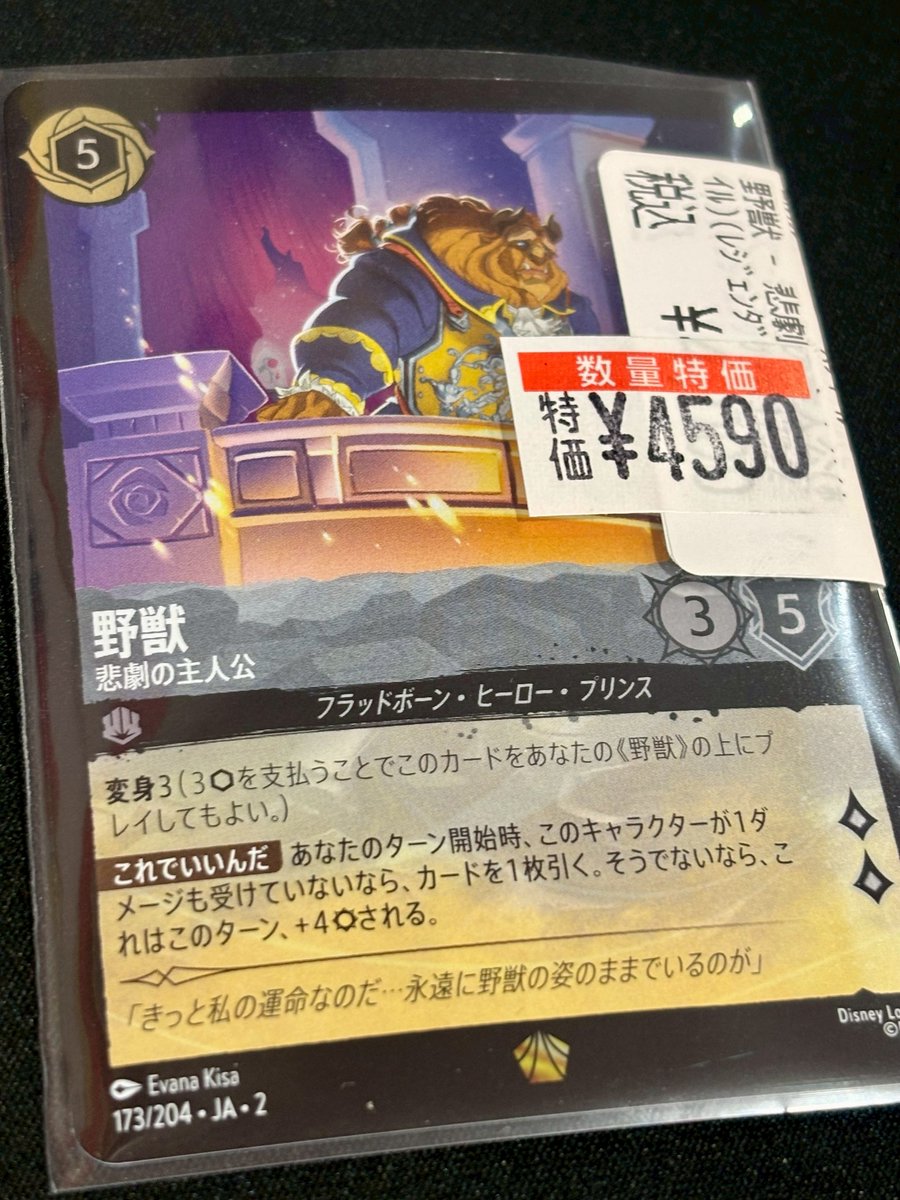 5
野獣 - 悲劇
イル)(レジェンダ
税込
¥
数量特価
特価 ¥4590
野獣
3
5
悲劇の主人公
フラッドボーン・ヒーロー・プリンス
変身3(3⬡を支払うことでこのカードをあなたの《野獣》の上にプ
レイしてもよい。)
これでいいんだ あなたのターン開始時、このキャラクターが1ダ
メージも受けていないなら、カードを1枚引く。そうでないなら、こ
れはこのターン、+4される。
「きっと私の運命なのだ…永遠に野獣の姿のままでいるのが」
Disney Lo
©
Evana Kisa
173/204・JA・2